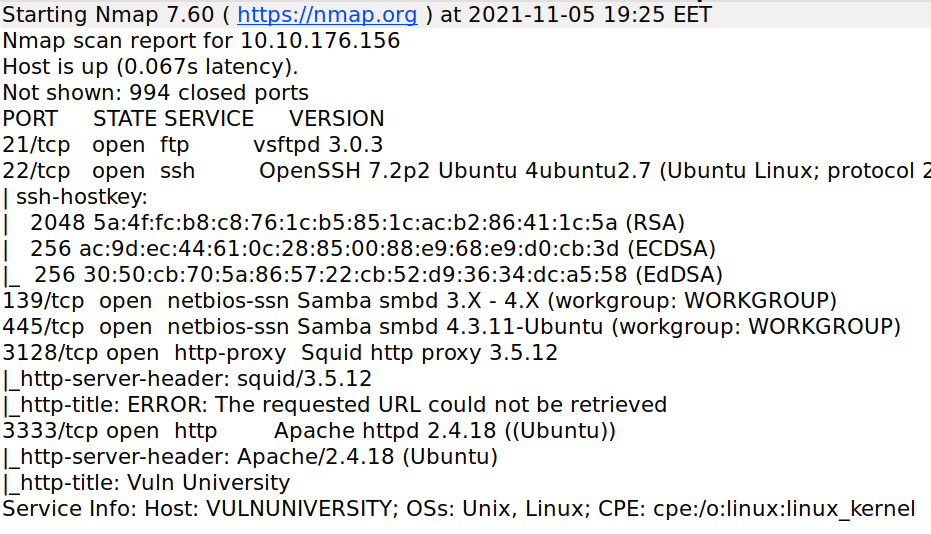 Starting Nmap 7.60 ( https://nmap.org ) at 2021-11-05 19:25 EET
Nmap scan report for 10.10.176.156
Host is up (0.067s latency).
Not shown: 994 closed ports
PORT STATE SERVICE VERSION
21/tcp open ftp vsftpd 3.0.3
22/tcp open ssh OpenSSH 7.2p2 Ubuntu 4ubuntu2.7 (Ubuntu Linux; protocol 2
| ssh-hostkey:
| 2048 5a:4f:fc:b8:c8:76:1c:b5:85:1c:ac:b2:86:41:1c:5a (RSA)
| 256 ac:9d:ec:44:61:0c:28:85:00:88:e9:68:e9:d0:cb:3d (ECDSA)
|_ 256 30:50:cb:70:5a:86:57:22:cb:52:d9:36:34:dc:a5:58 (EdDSA)
139/tcp open netbios-ssn Samba smbd 3.X - 4.X (workgroup: WORKGROUP)
445/tcp open netbios-ssn Samba smbd 4.3.11-Ubuntu (workgroup: WORKGROUP)
3128/tcp open http-proxy Squid http proxy 3.5.12
|_http-server-header: squid/3.5.12
|_http-title: ERROR: The requested URL could not be retrieved
3333/tcp open http Apache httpd 2.4.18 ((Ubuntu))
|_http-server-header: Apache/2.4.18 (Ubuntu)
|_http-title: Vuln University
Service Info: Host: VULNUNIVERSITY; OSs: Unix, Linux; CPE: cpe:/o:linux:linux_kernel